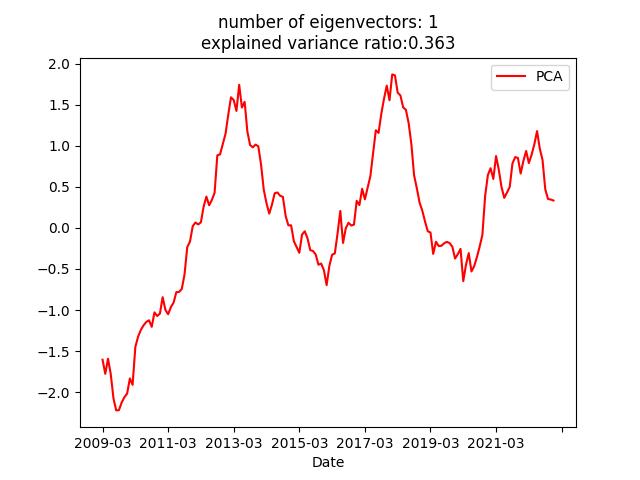 number of eigenvectors: 1
explained variance ratio:0.363
PCA
2.0
1.5
1.0
0.5
0.0
−0.5
−1.0
−1.5
−2.0
2009-03 2011-03 2013-03 2015-03 2017-03 2019-03 2021-03
Date